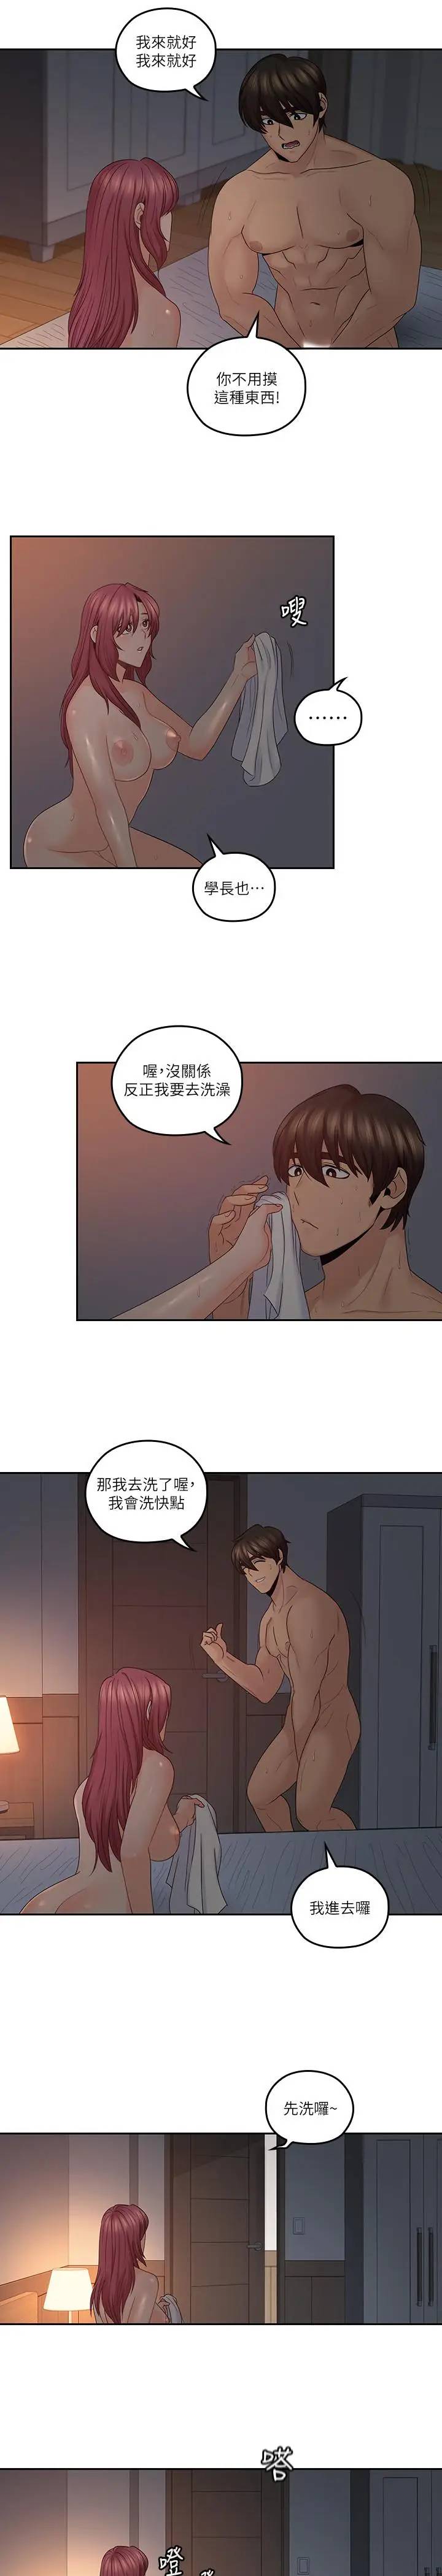 我來就好
我來就好
你不用摸
這種東西!
嗖
……
學長也…
喔,沒關係
反正我要去洗澡
那我去洗了喔,
我會洗快點
我進去囉
先洗囉~
嗒
噔
噔